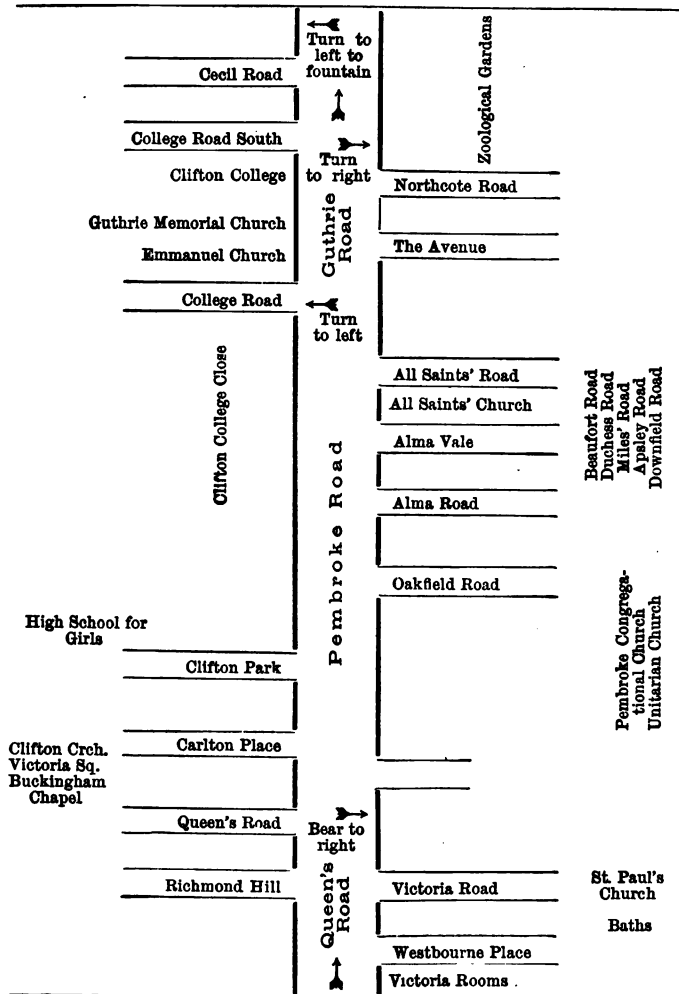 Turn to
left to
fountain
Cecil Road
Zoological Gardens
College Road South
Turn
to right
Clifton College
Northcote Road
Guthrie Memorial Church
Guthrie
Road
Emmanuel Church
The Avenue
College Road
Turn
to left
Clifton College Close
All Saints' Road
All Saints' Church
Beaufort Road
Duchess Road
Miles' Road
Apsley Road
Downfield Road
Alma Vale
Pembroke Road
Alma Road
Oakfield Road
High School for
Girls
Pembroke Congrega-
tional Church
Unitarian Church
Clifton Park
Clifton Crch.
Victoria Sq.
Buckingham
Chapel
Carlton Place
Queen's Road
Bear to
right
Richmond Hill
Queen's
Road
Victoria Road
St. Paul's
Church
Baths
Westbourne Place
Victoria Rooms